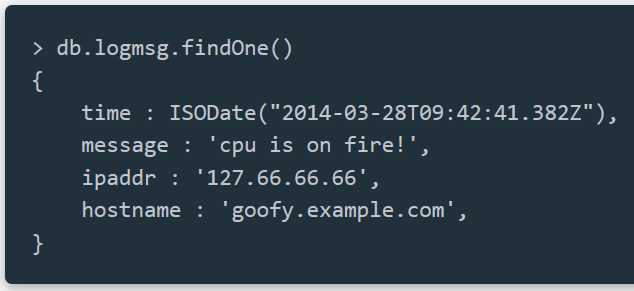 > db.logmsg.findOne()
{
    time : ISODate("2014-03-28T09:42:41.382Z"),
    message : 'cpu is on fire!',
    ipaddr : '127.66.66.66',
    hostname : 'goofy.example.com',
}